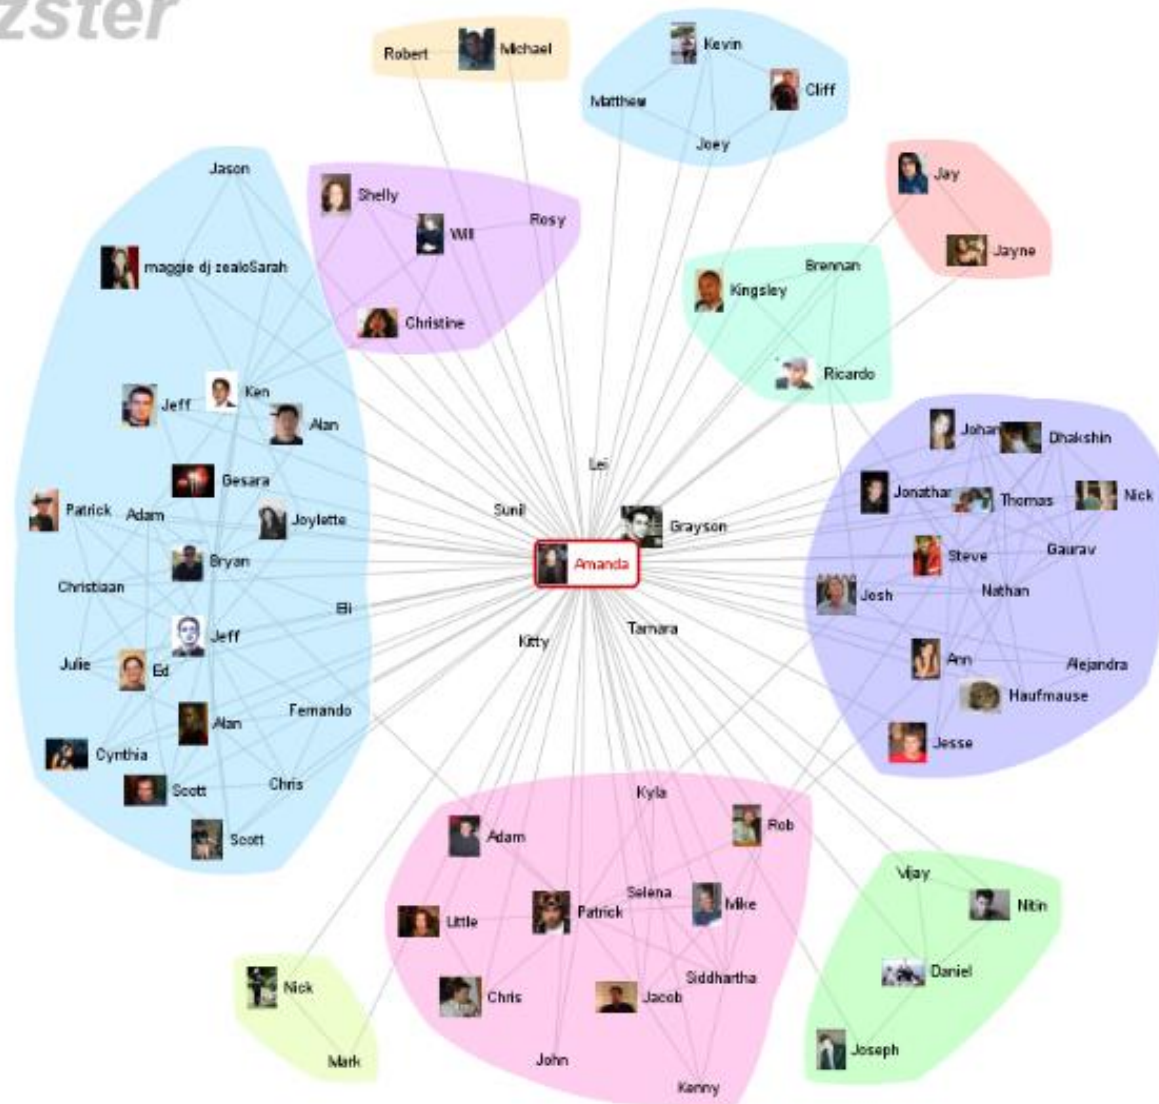 zster
Robert
Michael
Kevin
Cliff
Matthew
Joey
Jason
Shelly
Will
Rosy
Jay
Jayne
maggie dj zealoSarah
Christine
Brennan
Kingsley
Ricardo
Jeff
Ken
Alan
Johan
Dhakshin
Lei
Gesara
Jonathan
Thomas
Nick
Patrick
Adam
Joylette
Sunil
Grayson
Bryan
Amanda
Steve
Gaurav
Christiaan
Eli
Josh
Nathan
Jeff
Kitty
Tamara
Julie
Ed
Ann
Alejandra
Haufmause
Alan
Fernando
Jesse
Cynthia
Scott
Chris
Kyla
Scott
Adam
Rob
Vijay
Little
Patrick
Selena
Mike
Nitin
Nick
Chris
Jacob
Siddhartha
Daniel
Mark
John
Kenny
Joseph